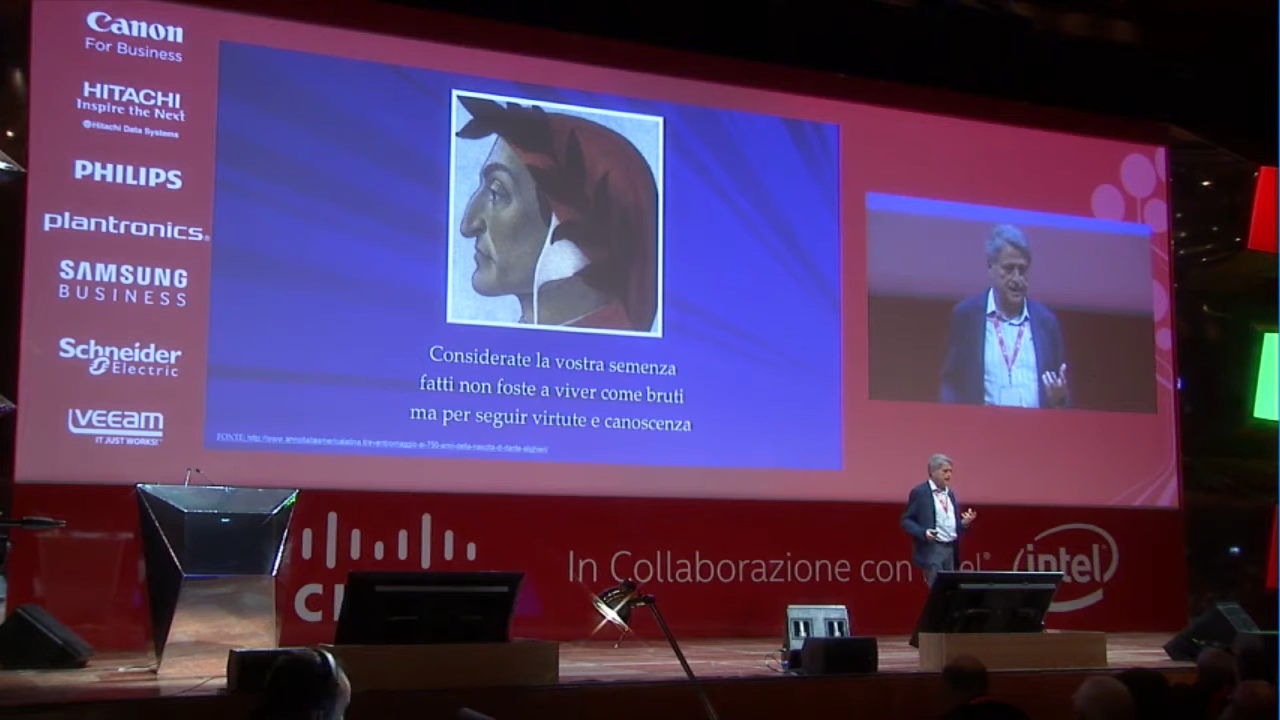 Canon
For Business
HITACHI
Inspire the Next
Hitachi Data Systems
PHILIPS
plantronics®
SAMSUNG
BUSINESS
Schneider
Electric
veeam
IT JUST WORKS!
Considerate la vostra semenza
fatti non foste a viver come bruti
ma per seguir virtute e canoscenza
FONTE:
In Collaborazione con
intel